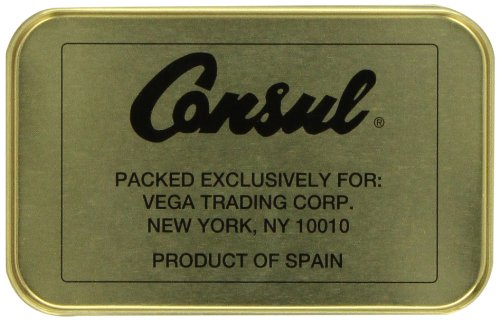 Consul ®
PACKED EXCLUSIVELY FOR:
VEGA TRADING CORP.
NEW YORK, NY 10010
PRODUCT OF SPAIN